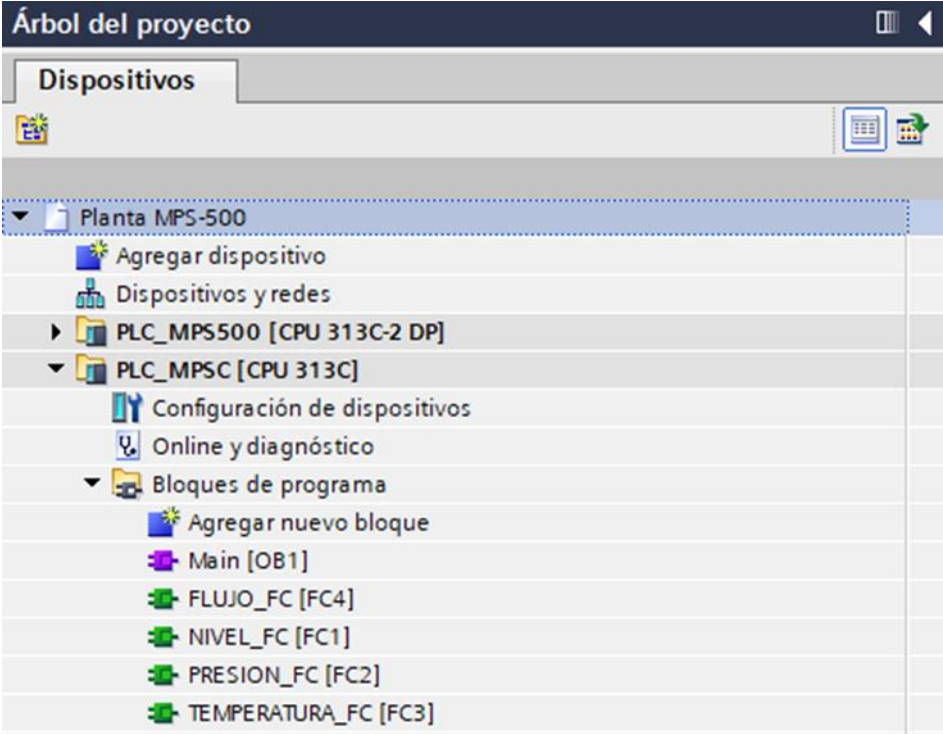 Árbol del proyecto
Dispositivos
Planta MPS-500
Agregar dispositivo
Dispositivos y redes
PLC_MPS500 [CPU 313C-2 DP]
PLC_MPSC [CPU 313C]
Configuración de dispositivos
Online y diagnóstico
Bloques de programa
Agregar nuevo bloque
Main [OB1]
FLUJO_FC [FC4]
NIVEL_FC [FC1]
PRESION_FC [FC2]
TEMPERATURA_FC [FC3]